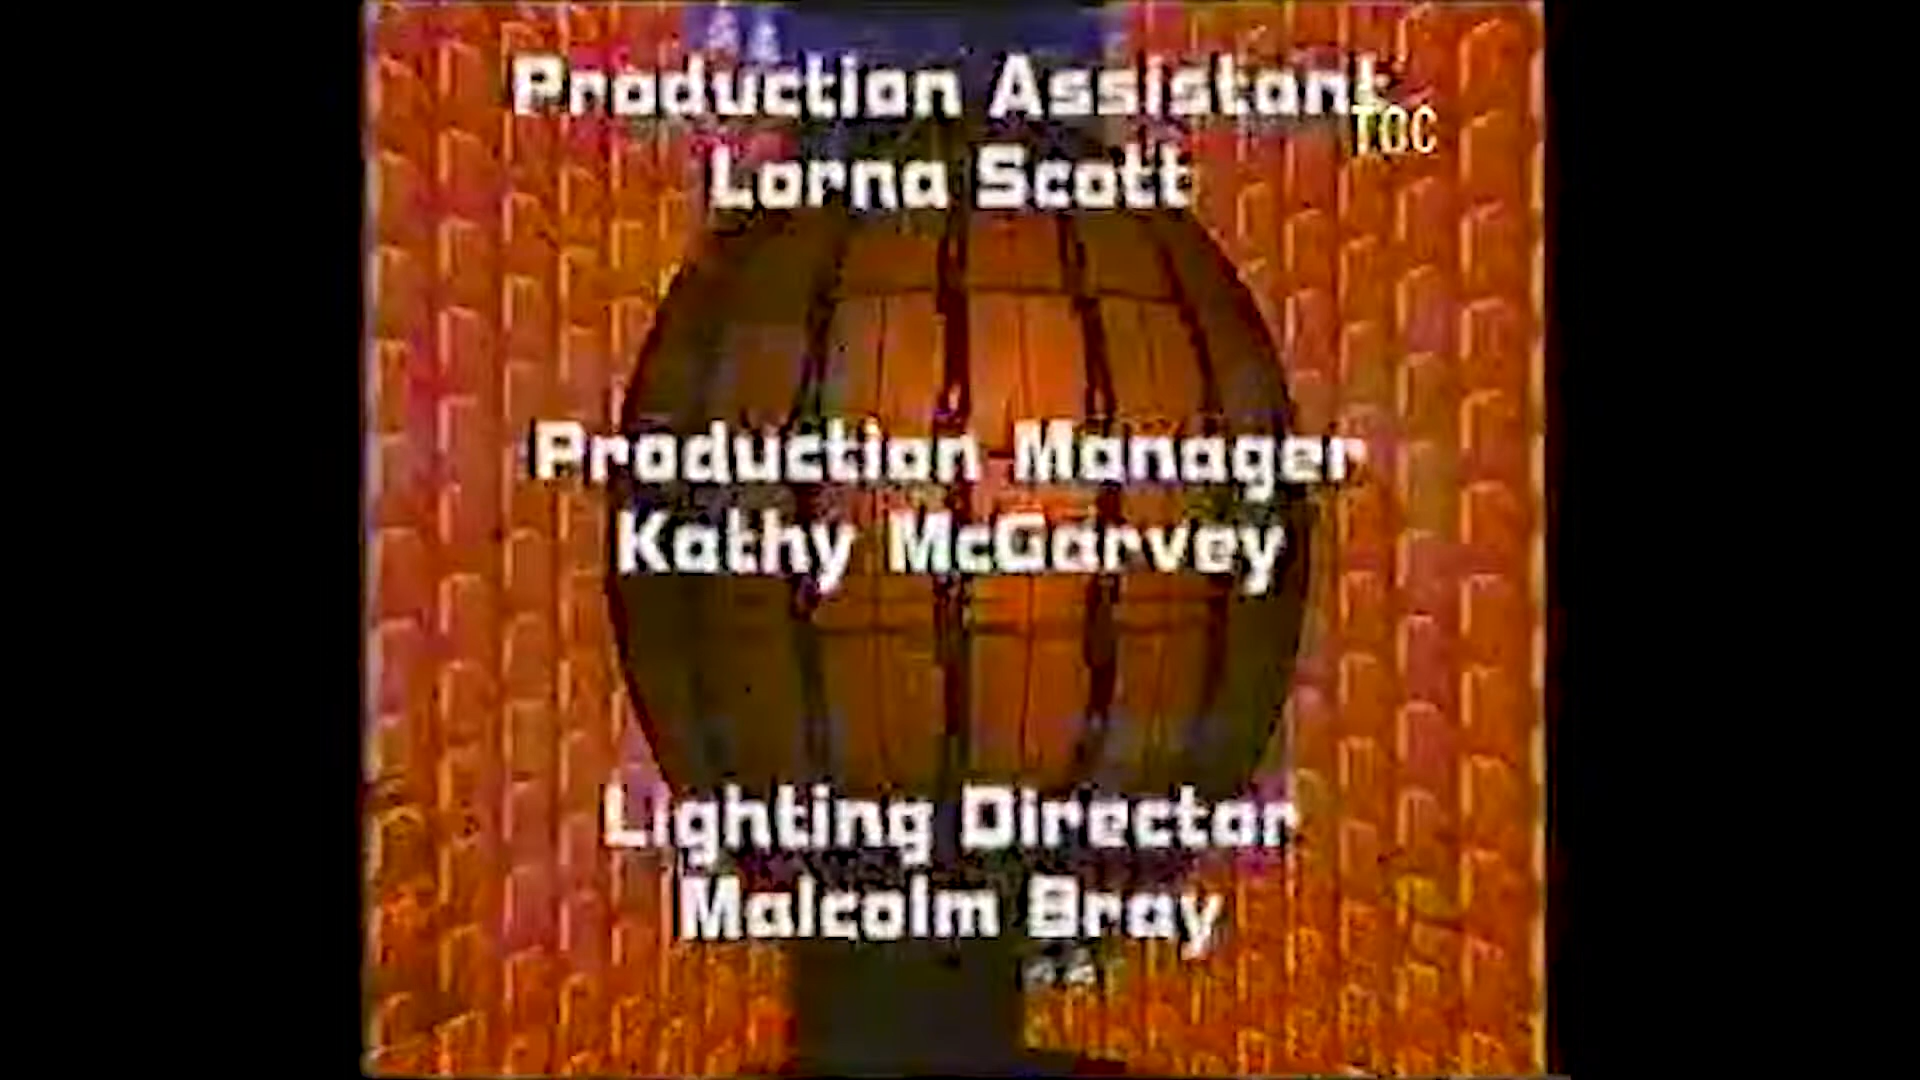 Production Assistant
TOC
Lorna Scott
Production Manager
Kathy McGarvey
Lighting Director
Malcolm Bray